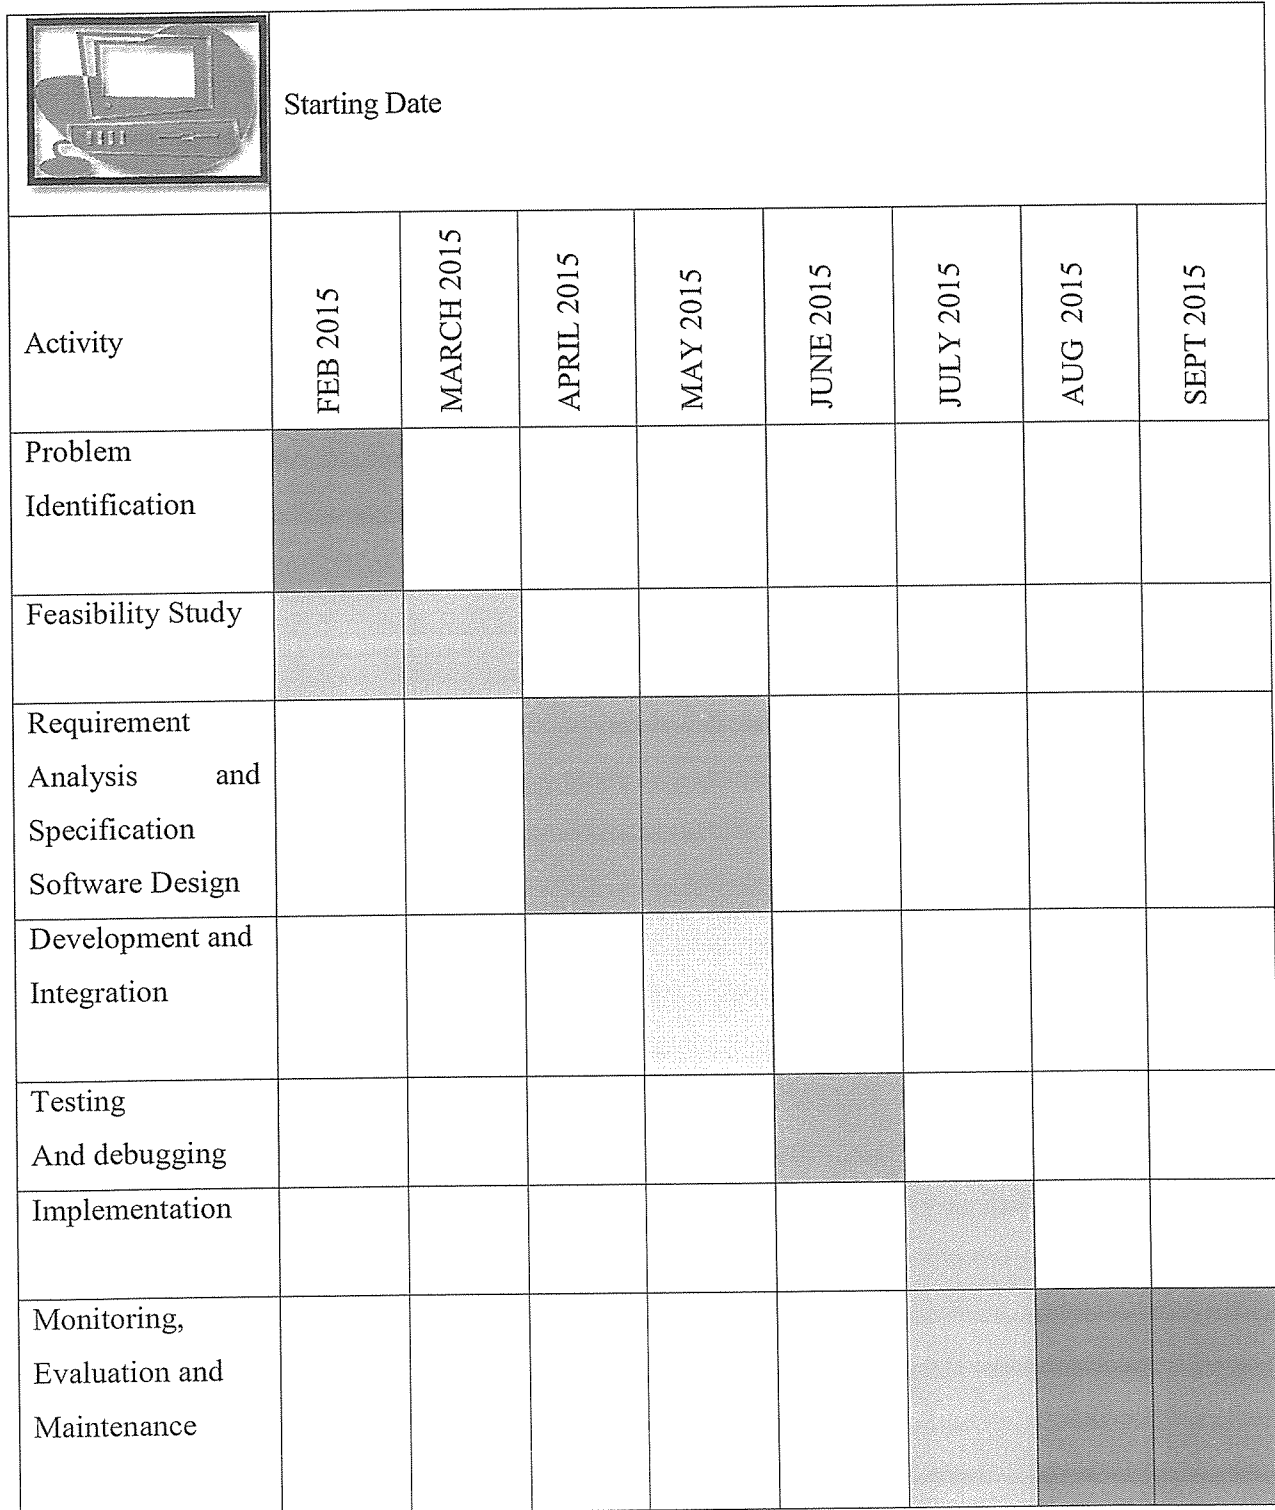 Starting Date
Activity
FEB 2015
MARCH 2015
APRIL 2015
MAY 2015
JUNE 2015
JULY 2015
AUG 2015
SEPT 2015
Problem
Identification
Feasibility Study
Requirement
Analysis and
Specification
Software Design
Development and
Integration
Testing
And debugging
Implementation
Monitoring,
Evaluation and
Maintenance